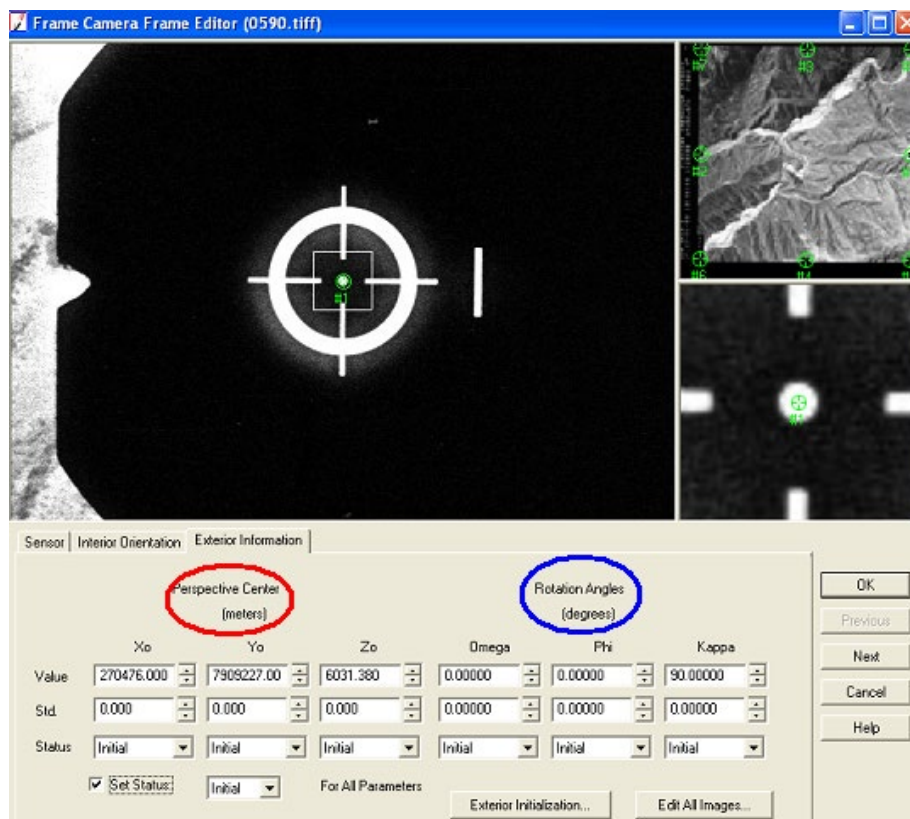 Frame Camera Frame Editor (0590.tiff)
#3
#4
#6
#1
#1
Sensor Interior Orientation Exterior Information
Perspective Center
(meters)
Rotation Angles
(degrees)
Xo Yo Zo Omega Phi Kappa
Value 270476.000 7909227.00 6031.380 0.00000 0.00000 90.00000
Std. 0.000 0.000 0.000 0.00000 0.00000 0.00000
Status Initial Initial Initial Initial Initial Initial
Set Status: Initial For All Parameters
Exterior Initialization... Edit All Images...
OK
Previous
Next
Cancel
Help